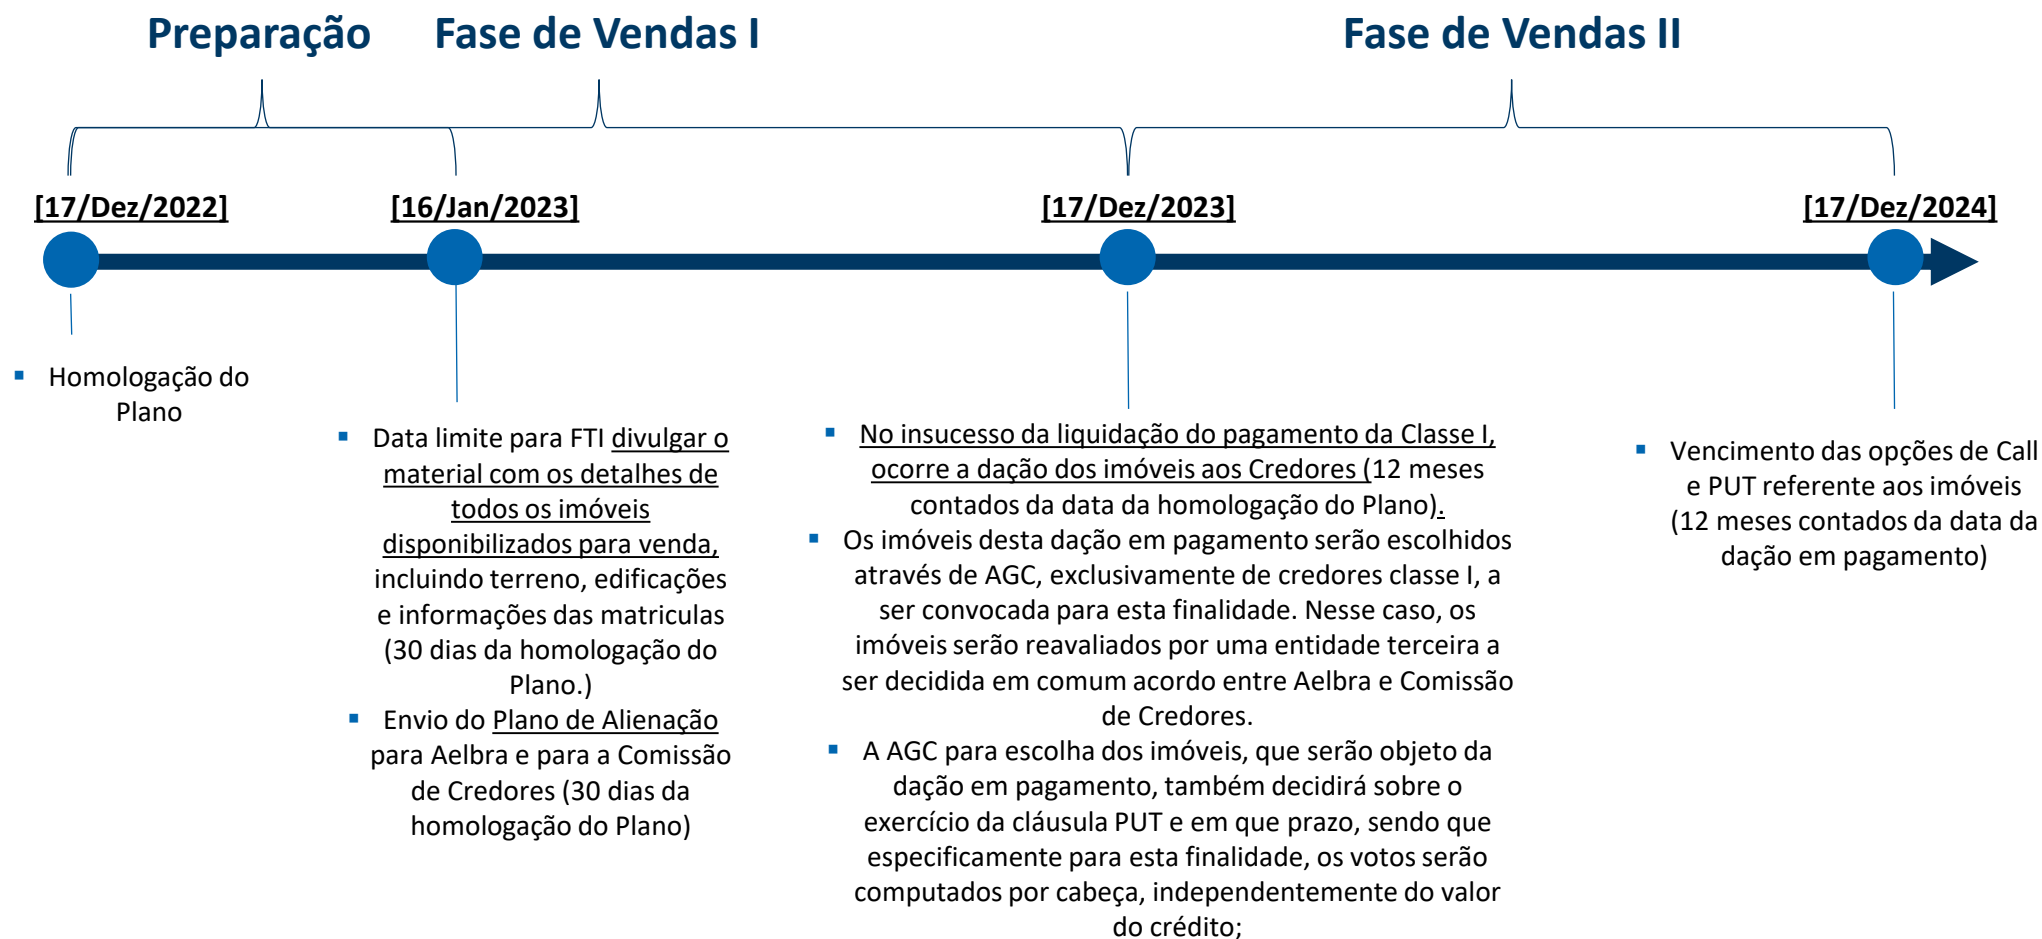 Preparação
Fase de Vendas I
Fase de Vendas II
[17/Dez/2022]
[16/Jan/2023]
[17/Dez/2023]
[17/Dez/2024]
▪ Homologação do
Plano
▪ Data limite para FTI divulgar o
material com os detalhes de
todos os imóveis
disponibilizados para venda,
incluindo terreno, edificações
e informações das matriculas
(30 dias da homologação do
Plano.)
▪ Envio do Plano de Alienação
para Aelbra e para a Comissão
de Credores (30 dias da
homologação do Plano)
▪ No insucesso da liquidação do pagamento da Classe I,
ocorre a dação dos imóveis aos Credores (12 meses
contados da data da homologação do Plano).
▪ Os imóveis desta dação em pagamento serão escolhidos
através de AGC, exclusivamente de credores classe I, a
ser convocada para esta finalidade. Nesse caso, os
imóveis serão reavaliados por uma entidade terceira a
ser decidida em comum acordo entre Aelbra e Comissão
de Credores.
▪ A AGC para escolha dos imóveis, que serão objeto da
dação em pagamento, também decidirá sobre o
exercício da cláusula PUT e em que prazo, sendo que
especificamente para esta finalidade, os votos serão
computados por cabeça, independentemente do valor
do crédito;
▪ Vencimento das opções de Call
e PUT referente aos imóveis
(12 meses contados da data da
dação em pagamento)